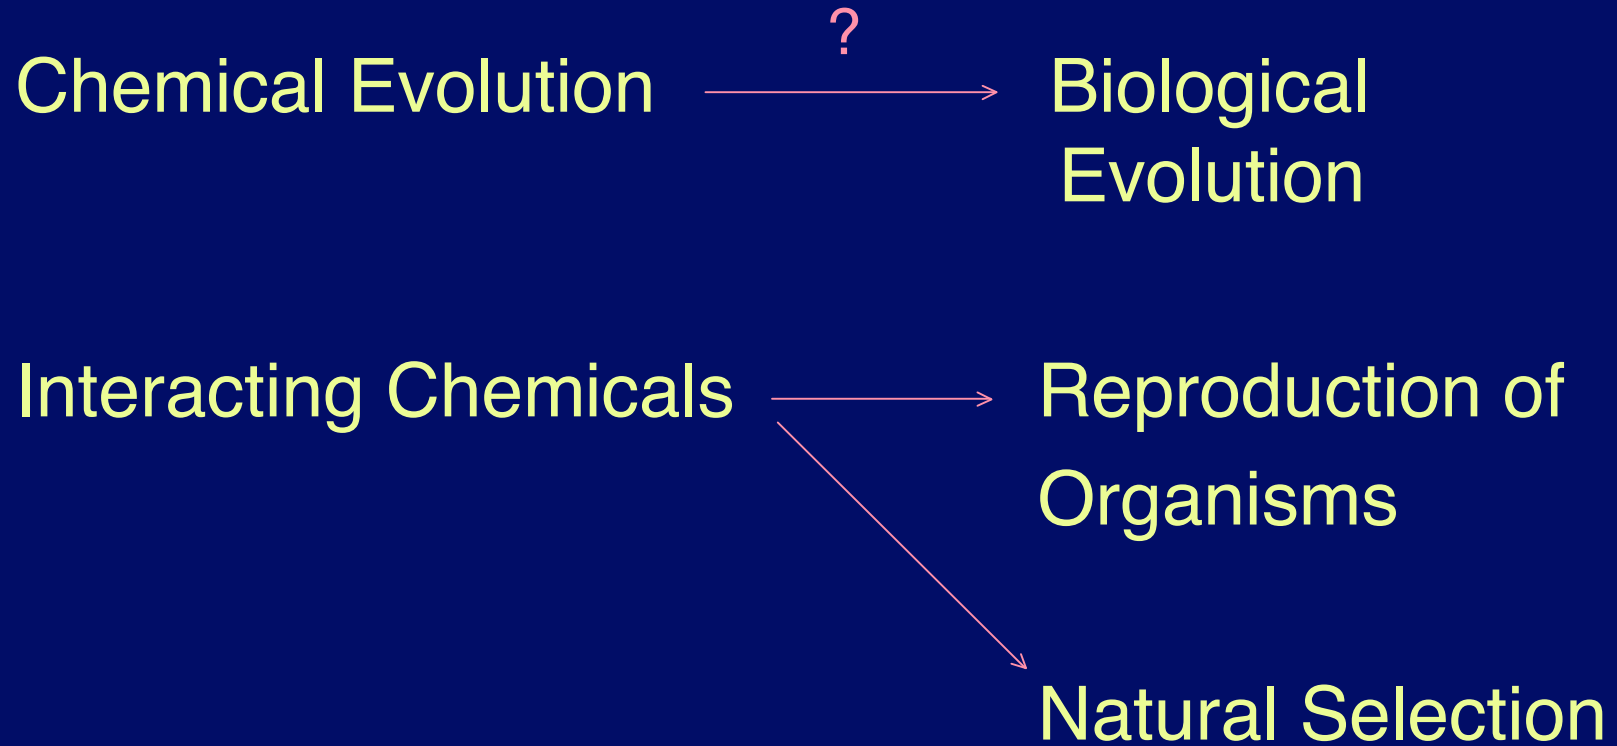 ?
Chemical Evolution
Biological
Evolution
Interacting Chemicals
Reproduction of
Organisms
Natural Selection